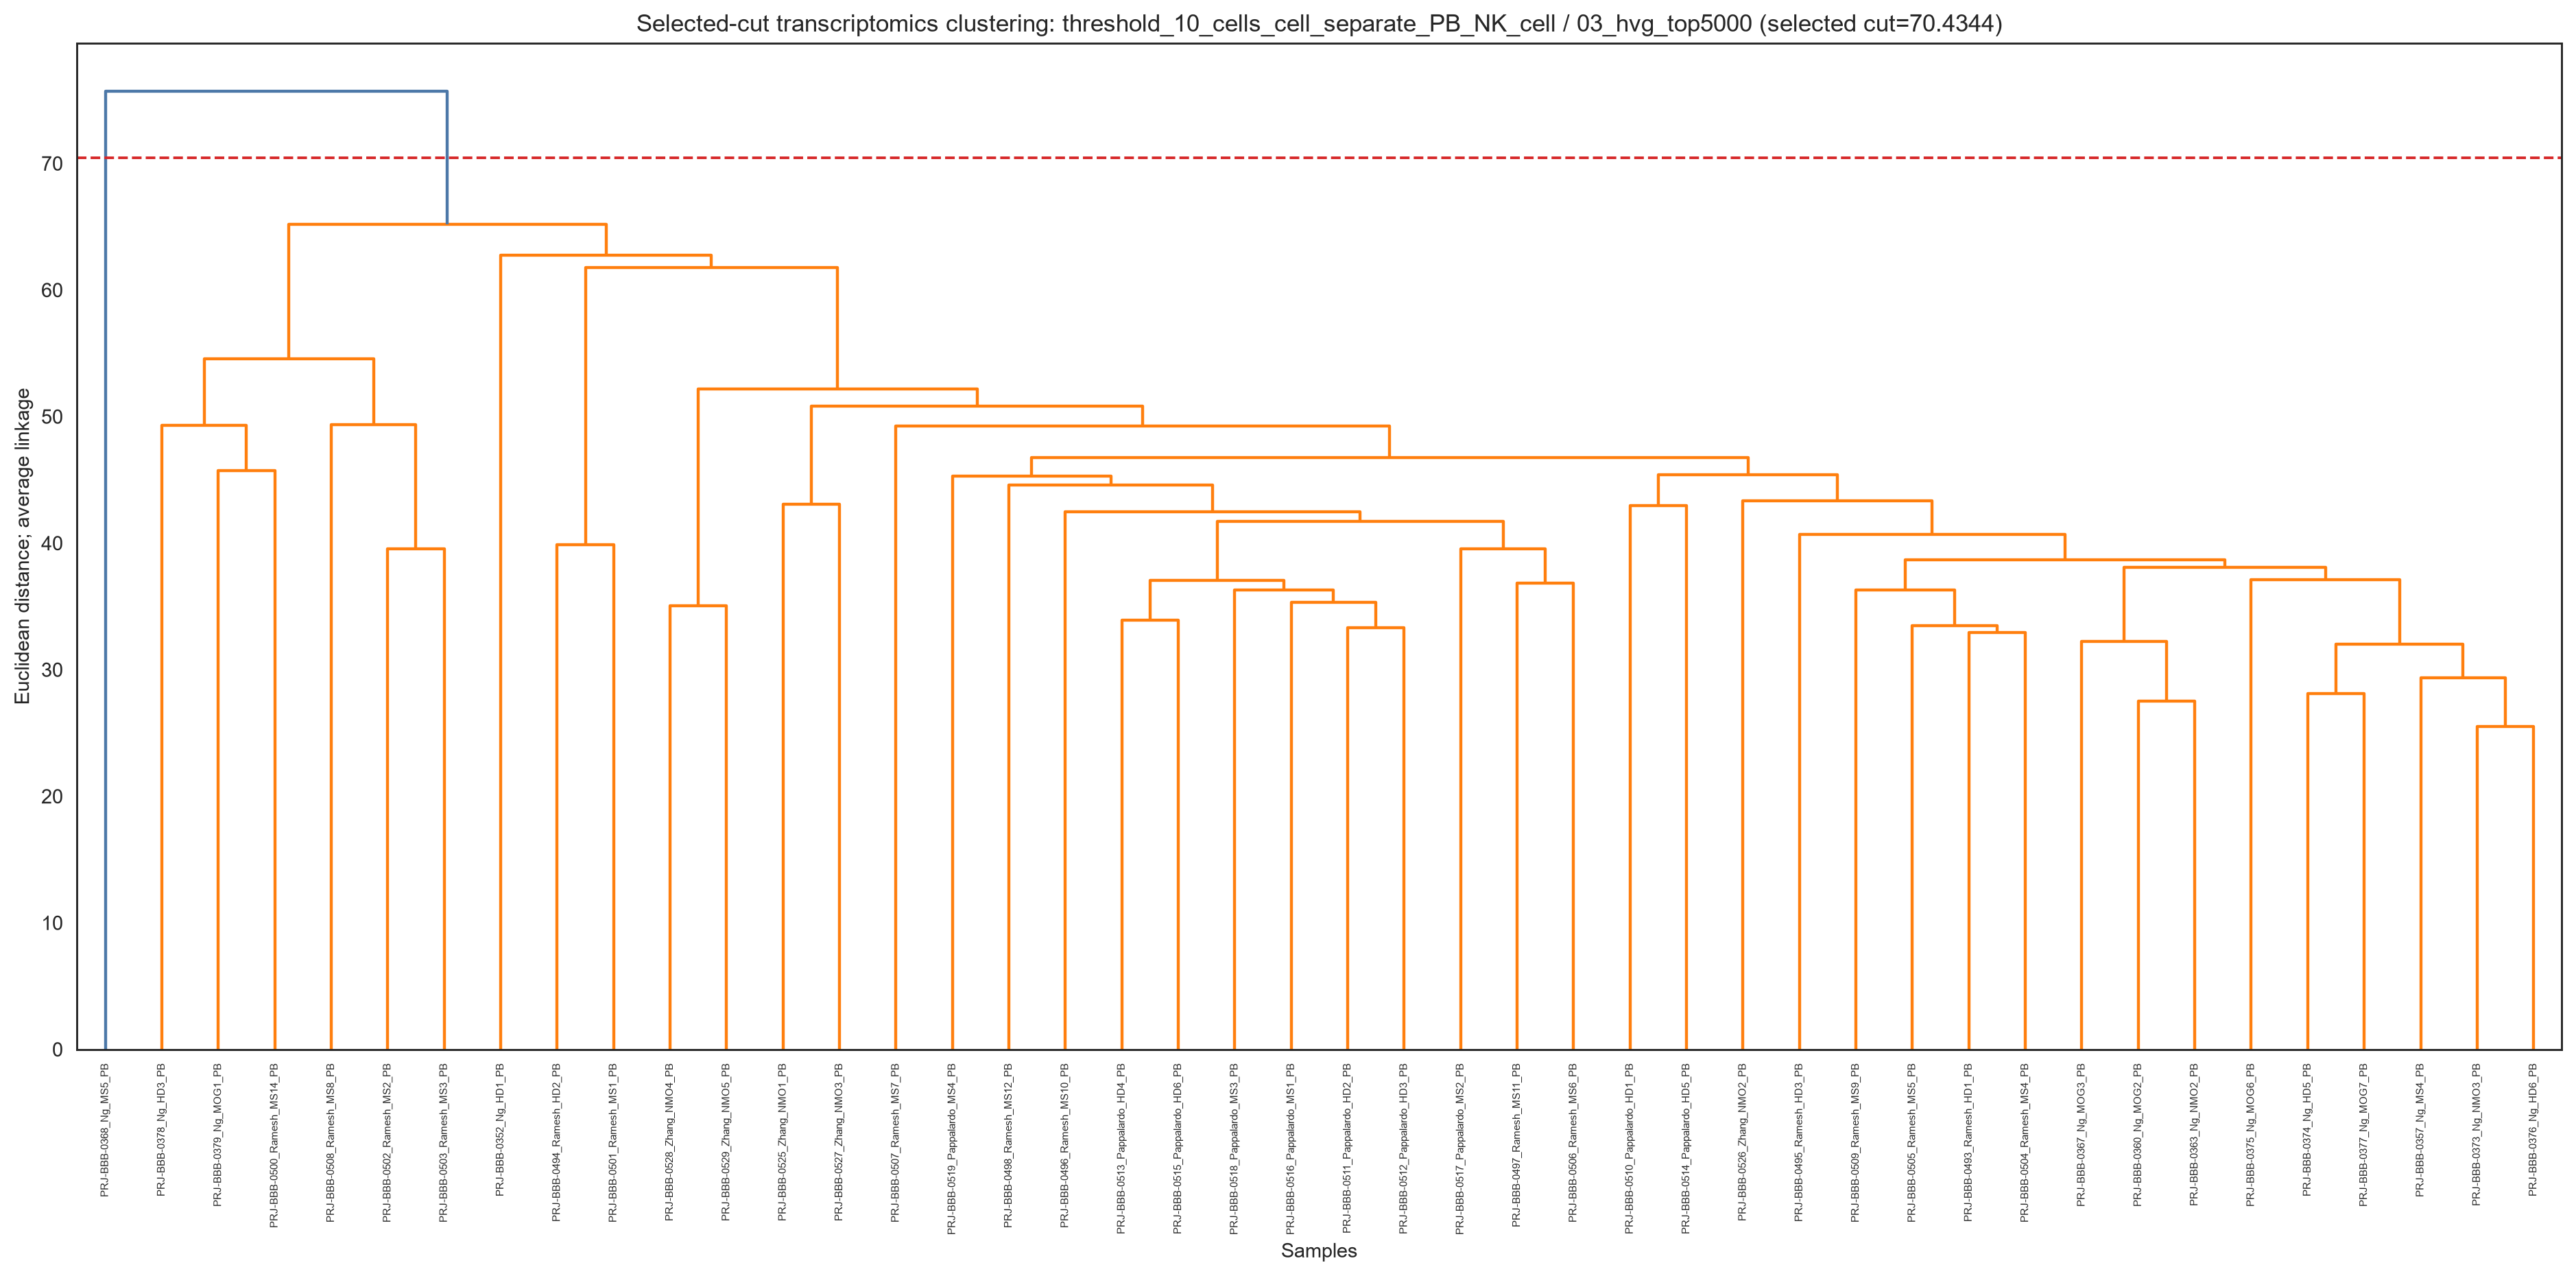 Selected-cut transcriptomics clustering: threshold_10_cells_cell_separate_PB_NK_cell / 03_hvg_top5000 (selected cut=70.4344)
Euclidean distance; average linkage
70
60
50
40
30
20
10
0
PRJ-BBB-0368_Ng_MS5_PB
PRJ-BBB-0378_Ng_HD3_PB
PRJ-BBB-0379_Ng_MOG1_PB
PRJ-BBB-0500_Ramesh_MS14_PB
PRJ-BBB-0508_Ramesh_MS8_PB
PRJ-BBB-0502_Ramesh_MS2_PB
PRJ-BBB-0503_Ramesh_MS3_PB
PRJ-BBB-0352_Ng_HD1_PB
PRJ-BBB-0494_Ramesh_HD2_PB
PRJ-BBB-0501_Ramesh_MS1_PB
PRJ-BBB-0528_Zhang_NMO4_PB
PRJ-BBB-0529_Zhang_NMO5_PB
PRJ-BBB-0525_Zhang_NMO1_PB
PRJ-BBB-0527_Zhang_NMO3_PB
PRJ-BBB-0507_Ramesh_MS7_PB
PRJ-BBB-0519_Pappalardo_MS4_PB
PRJ-BBB-0498_Ramesh_MS12_PB
PRJ-BBB-0496_Ramesh_MS10_PB
PRJ-BBB-0513_Pappalardo_HD4_PB
PRJ-BBB-0515_Pappalardo_HD6_PB
PRJ-BBB-0518_Pappalardo_MS3_PB
PRJ-BBB-0516_Pappalardo_MS1_PB
PRJ-BBB-0511_Pappalardo_HD2_PB
PRJ-BBB-0512_Pappalardo_HD3_PB
PRJ-BBB-0517_Pappalardo_MS2_PB
PRJ-BBB-0497_Ramesh_MS11_PB
PRJ-BBB-0506_Ramesh_MS6_PB
PRJ-BBB-0510_Pappalardo_HD1_PB
PRJ-BBB-0514_Pappalardo_HD5_PB
PRJ-BBB-0526_Zhang_NMO2_PB
PRJ-BBB-0495_Ramesh_HD3_PB
PRJ-BBB-0509_Ramesh_MS9_PB
PRJ-BBB-0505_Ramesh_MS5_PB
PRJ-BBB-0493_Ramesh_HD1_PB
PRJ-BBB-0504_Ramesh_MS4_PB
PRJ-BBB-0367_Ng_MOG3_PB
PRJ-BBB-0360_Ng_MOG2_PB
PRJ-BBB-0363_Ng_NMO2_PB
PRJ-BBB-0375_Ng_MOG6_PB
PRJ-BBB-0374_Ng_HD5_PB
PRJ-BBB-0377_Ng_MOG7_PB
PRJ-BBB-0357_Ng_MS4_PB
PRJ-BBB-0373_Ng_NMO3_PB
PRJ-BBB-0376_Ng_HD6_PB
Samples